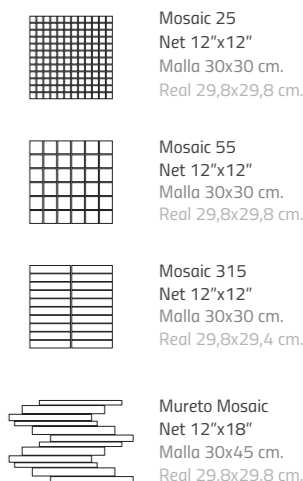 Mosaic 25
Net 12”x12”
Malla 30x30 cm.
Real 29,8x29,8 cm.
Mosaic 55
Net 12”x12”
Malla 30x30 cm.
Real 29,8x29,8 cm.
Mosaic 315
Net 12”x12”
Malla 30x30 cm.
Real 29,8x29,4 cm.
Mureto Mosaic
Net 12”x18”
Malla 30x45 cm.
Real 29,8x29,8 cm.